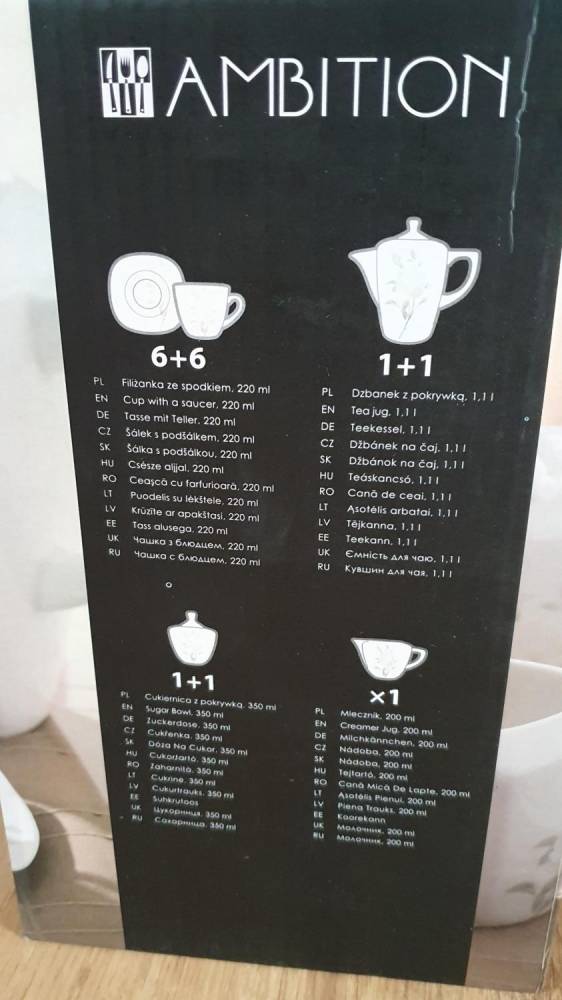 AMBITION
6+6
PL Filiżanka ze spodkiem, 220 ml
EN Cup with a saucer, 220 ml
DE Tasse mit Teller, 220 ml
CZ Šálek s podšálkem, 220 ml
SK Šálka s podšálkou, 220 ml
HU Csésze aljjal, 220 ml
RO Ceașcă cu farfurioară, 220 ml
LT Puodelis su lėkštele, 220 ml
LV Krūzīte ar apakštasi, 220 ml
EE Tass alusega, 220 ml
UK Чашка з блюдцем, 220 ml
RU Чашка с блюдцем, 220 ml
1+1
PL Dzbanek z pokrywką, 1,1 l
EN Tea jug, 1,1 l
DE Teekessel, 1,1 l
CZ Džbánek na čaj, 1,1 l
SK Džbánok na čaj, 1,1 l
HU Teáskancsó, 1,1 l
RO Cană de ceai, 1,1 l
LT Ąsotėlis arbatai, 1,1 l
LV Tējkanna, 1,1 l
EE Teekann, 1,1 l
UK Ємність для чаю, 1,1 l
RU Кувшин для чая, 1,1 l
1+1
PL Cukiernica z pokrywką, 350 ml
EN Sugar Bowl, 350 ml
DE Zuckerdose, 350 ml
CZ Cukřenka, 350 ml
SK Dóza Na Cukor, 350 ml
HU Cukortartó, 350 ml
RO Zaharniță, 350 ml
LT Cukrinė, 350 ml
LV Cukurtrauks, 350 ml
EE Suhkrutoos
UK Цукорниця, 350 ml
RU Сахарница, 350 ml
x1
PL Mlecznik, 200 ml
EN Creamer Jug, 200 ml
DE Milchkännchen, 200 ml
CZ Nádoba, 200 ml
SK Nádoba, 200 ml
HU Tejtartó, 200 ml
RO Cană Mică De Lapte, 200 ml
LT Ąsotėlis Pienui, 200 ml
LV Piena Trauks, 200 ml
EE Koorekann
UK Молочник, 200 ml
RU Молочник, 200 ml